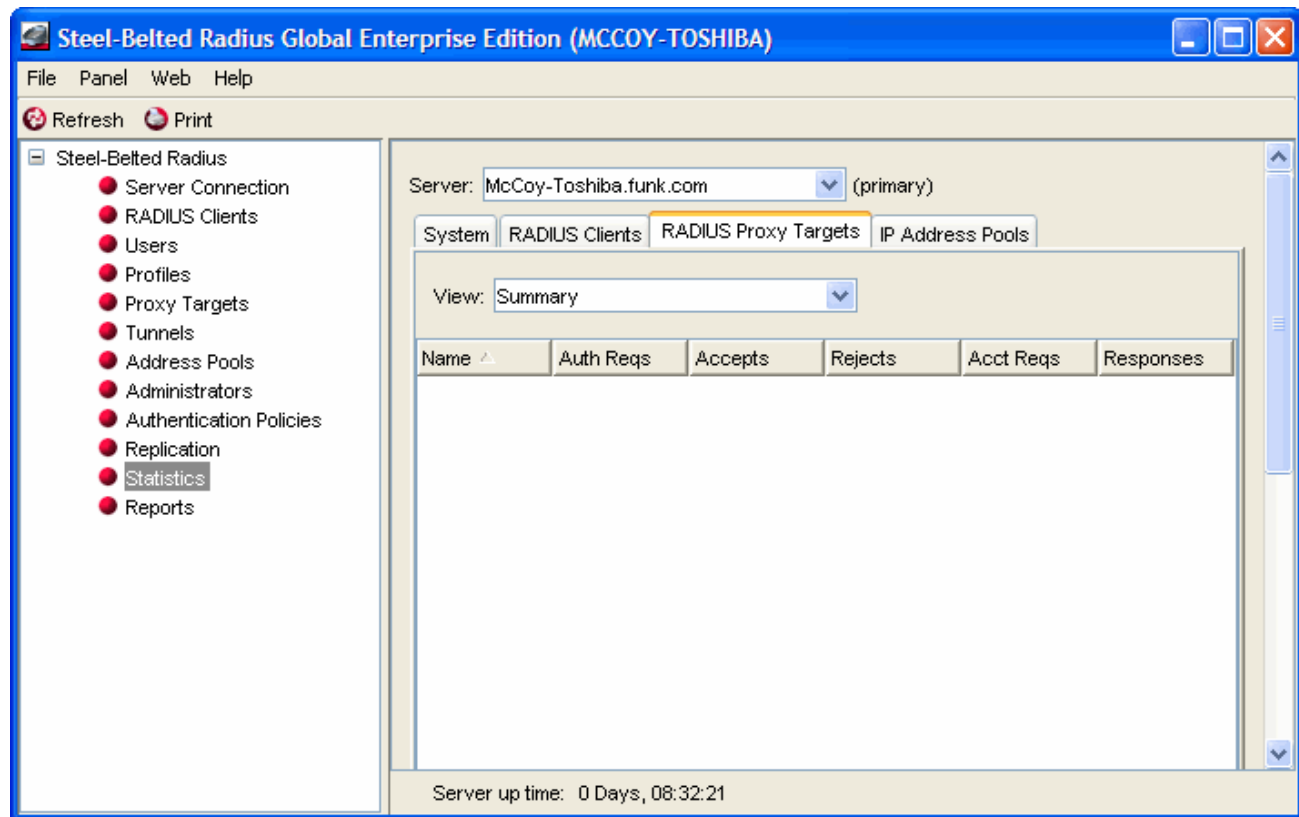 Steel-Belted Radius Global Enterprise Edition (MCCOY-TOSHIBA)
File Panel Web Help
Refresh Print
Steel-Belted Radius
Server Connection
RADIUS Clients
Users
Profiles
Proxy Targets
Tunnels
Address Pools
Administrators
Authentication Policies
Replication
Statistics
Reports
Server: McCoy-Toshiba.funk.com (primary)
System RADIUS Clients RADIUS Proxy Targets IP Address Pools
View: Summary
Name Auth Reqs Accepts Rejects Acct Reqs Responses
Server up time: 0 Days, 08:32:21